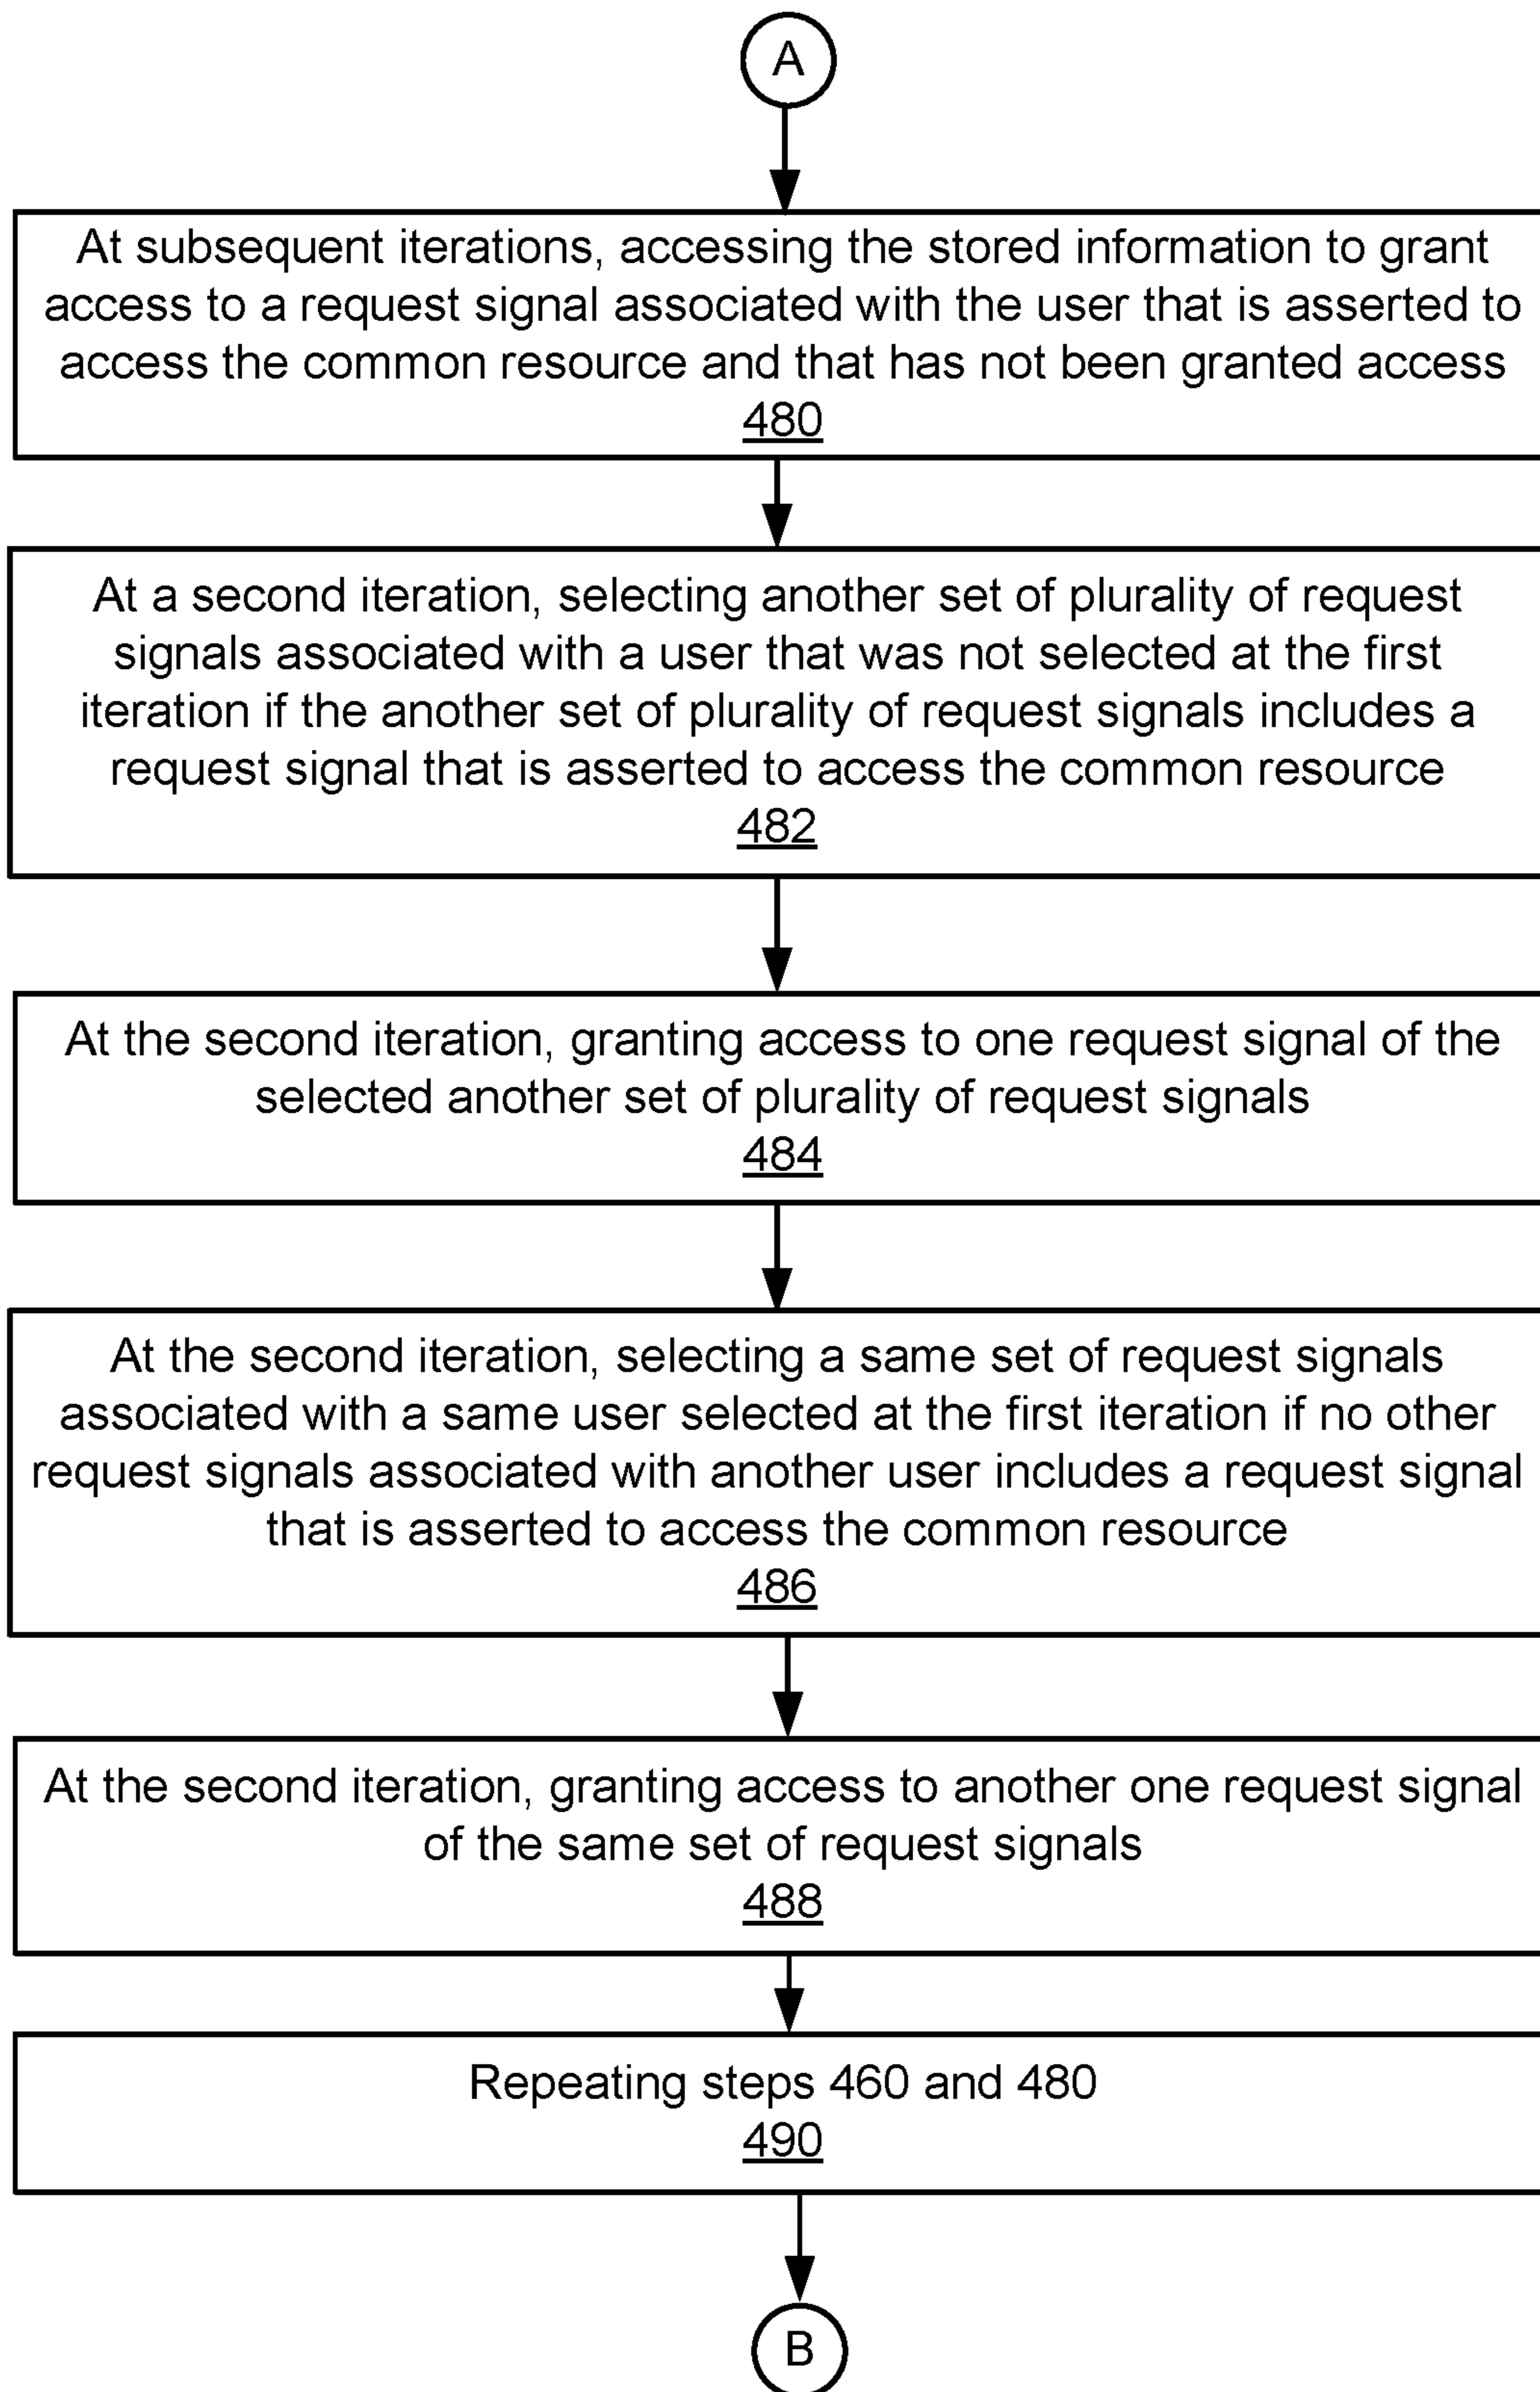 A
At subsequent iterations, accessing the stored information to grant
access to a request signal associated with the user that is asserted to
access the common resource and that has not been granted access
480
At a second iteration, selecting another set of plurality of request
signals associated with a user that was not selected at the first
iteration if the another set of plurality of request signals includes a
request signal that is asserted to access the common resource
482
At the second iteration, granting access to one request signal of the
selected another set of plurality of request signals
484
At the second iteration, selecting a same set of request signals
associated with a same user selected at the first iteration if no other
request signals associated with another user includes a request signal
that is asserted to access the common resource
486
At the second iteration, granting access to another one request signal
of the same set of request signals
488
Repeating steps 460 and 480
490
B